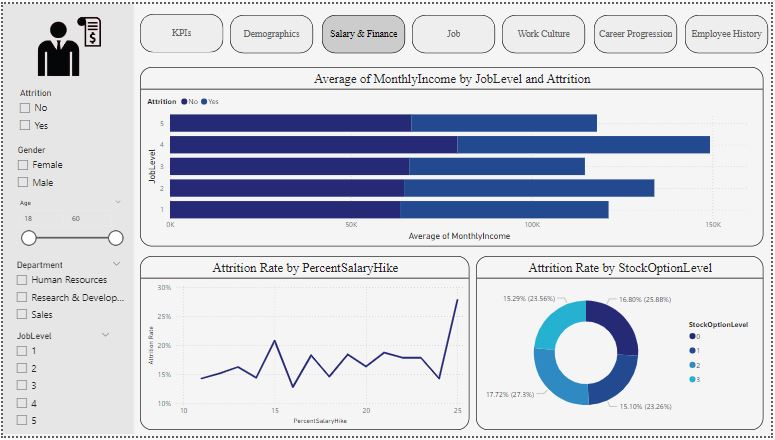 KPIs
Demographics
Salary & Finance
Job
Work Culture
Career Progression
Employee History
Attrition
No
Yes
Gender
Female
Male
Age
18 60
Department
Human Resources
Research & Develop...
Sales
JobLevel
1
2
3
4
5
Average of MonthlyIncome by JobLevel and Attrition
Attrition No Yes
JobLevel
5
4
3
2
1
0K 50K 100K 150K
Average of MonthlyIncome
Attrition Rate by PercentSalaryHike
Attrition Rate
30%
25%
20%
15%
10%
10 15 20 25
PercentSalaryHike
Attrition Rate by StockOptionLevel
15.29% (23.56%)
16.80% (25.88%)
17.72% (27.3%)
15.10% (23.26%)
StockOptionLevel
0
1
2
3